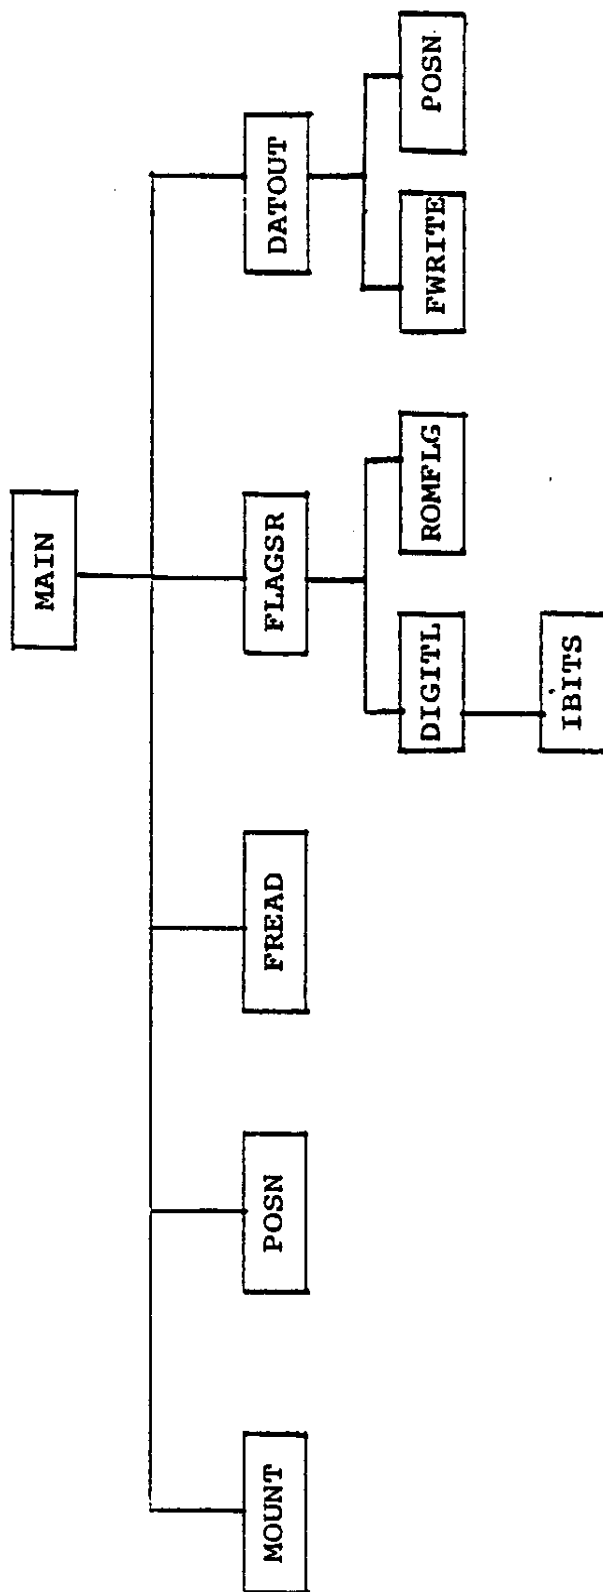 MAIN
MOUNT
POSN
FREAD
FLAGSR
DATOUT
DIGITL
ROMFLG
FWRITE
POSN
IBITS